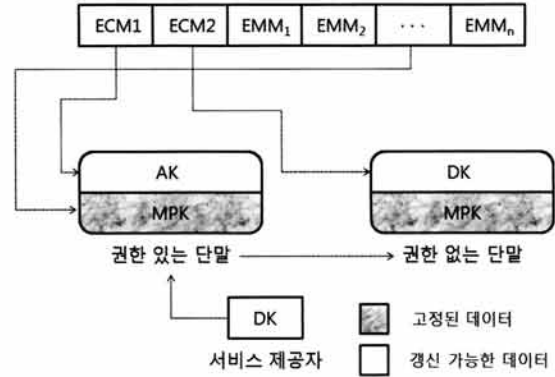 ECM1 ECM2 EMM₁ EMM₂ ... EMMₙ
AK
MPK
DK
MPK
권한 있는 단말
권한 없는 단말
DK
서비스 제공자
고정된 데이터
갱신 가능한 데이터